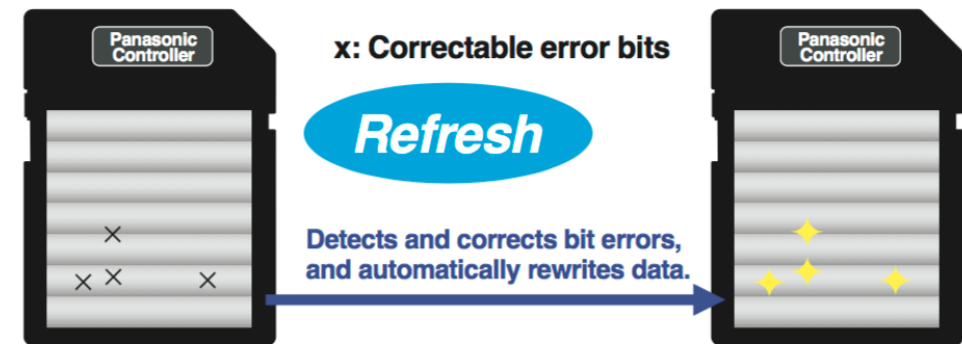 Panasonic
Controller
x: Correctable error bits
Refresh
Detects and corrects bit errors,
and automatically rewrites data.
Panasonic
Controller